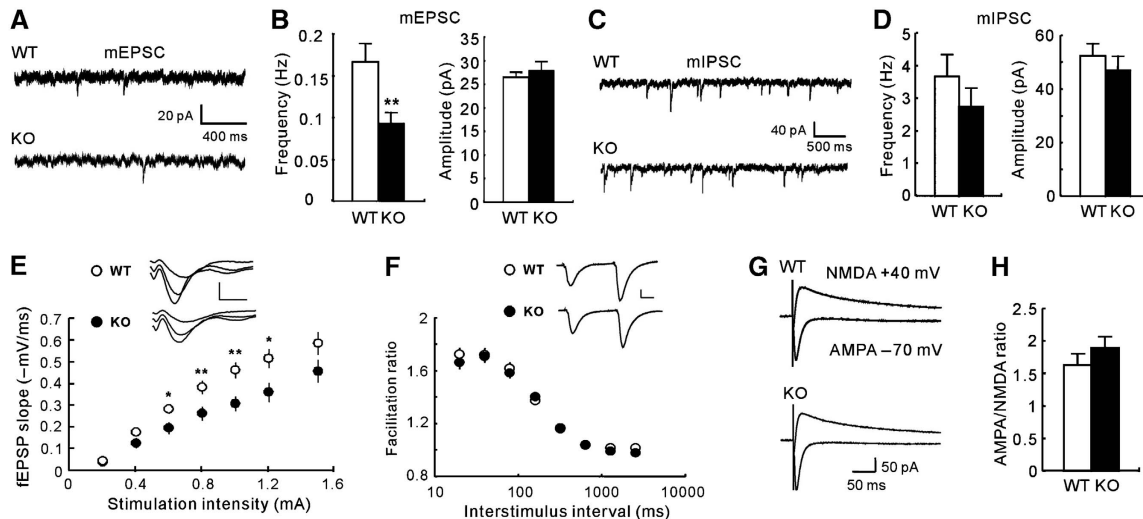 A
WT
mEPSC
20 pA
400 ms
KO
B
mEPSC
Frequency (Hz)
0.2
0.15
0.1
0.05
0
**
WT KO
Amplitude (pA)
35
30
25
20
15
10
5
0
WT KO
C
WT
mIPSC
40 pA
500 ms
KO
D
mIPSC
Frequency (Hz)
5
4
3
2
1
0
WT KO
Amplitude (pA)
60
40
20
0
WT KO
E
WT
KO
fEPSP slope (−mV/ms)
0.7
0.6
0.5
0.4
0.3
0.2
0.1
0
* ** ** *
0 0.4 0.8 1.2 1.6
Stimulation intensity (mA)
F
WT
KO
Facilitation ratio
2
1.8
1.6
1.4
1.2
1.0
0.8
10 100 1000 10000
Interstimulus interval (ms)
G
WT
NMDA +40 mV
AMPA −70 mV
KO
50 pA
50 ms
H
AMPA/NMDA ratio
2.5
2
1.5
1
0.5
0
WT KO